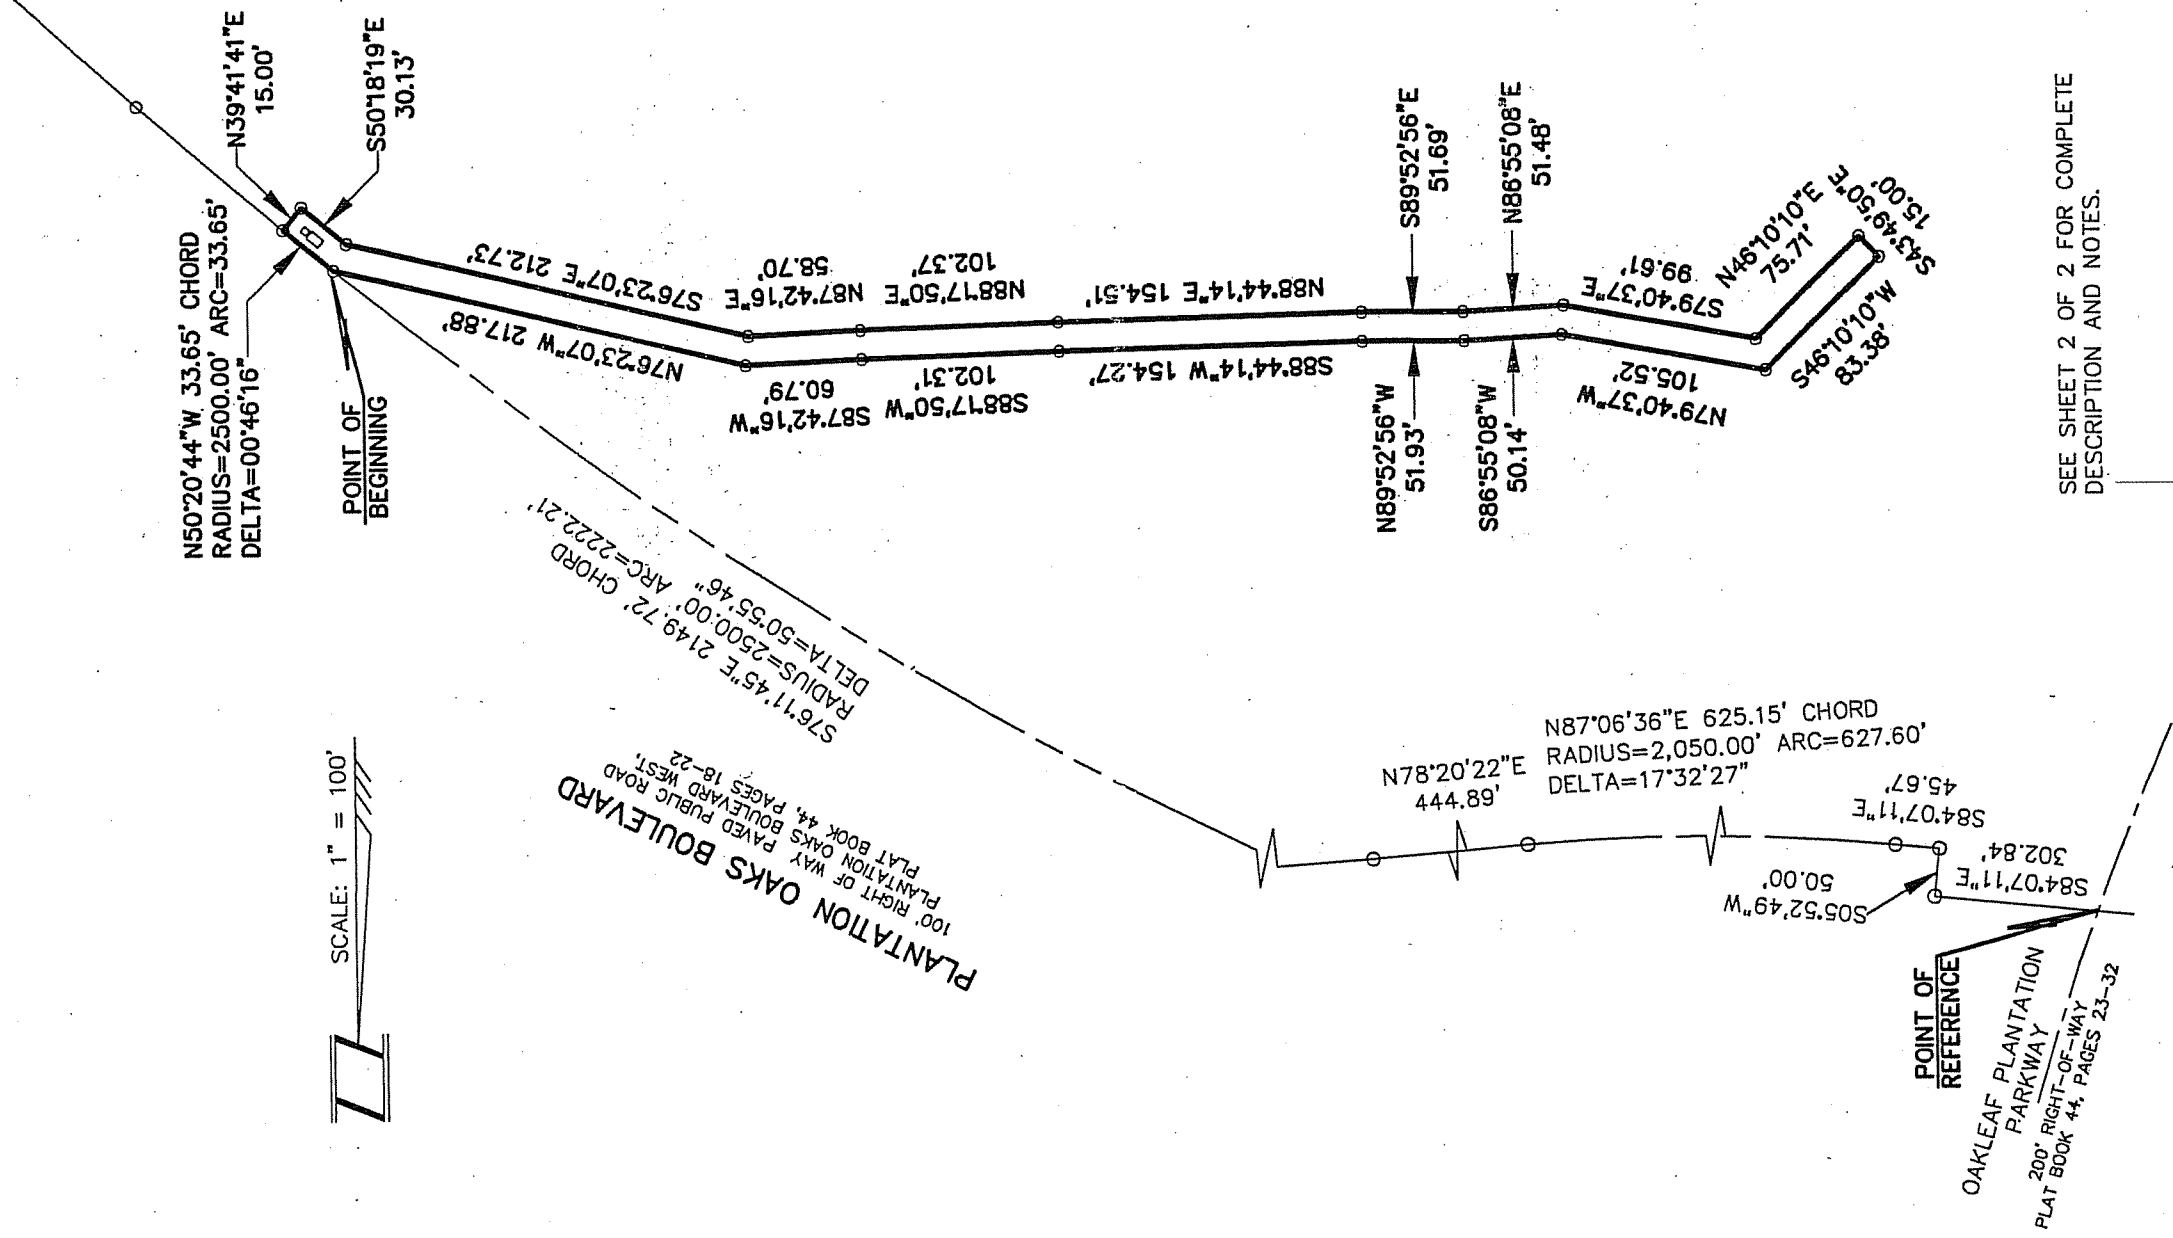 N39°41'41"E
15.00'
S50°18'19"E
30.13'
N50°20'44"W 33.65' CHORD
RADIUS=2500.00' ARC=33.65'
DELTA=00°46'16"
POINT OF
BEGINNING
S76°23'07"E 212.73'
N76°23'07"W 217.88'
N87°42'16"E
58.70'
N88°17'50"E
102.37'
N88°44'14"E 154.51'
S89°52'56"E
51.69'
N86°55'08"E
51.48'
S79°40'37"E
99.61'
N46°10'10"E
75.71'
S43°49'50"E
15.00'
S46°10'10"W
83.38'
N79°40'37"W
105.52'
S86°55'08"W
50.14'
N89°52'56"W
51.93'
S88°44'14"W 154.27'
S88°17'50"W
102.31'
S87°42'16"W
60.79'
SEE SHEET 2 OF 2 FOR COMPLETE
DESCRIPTION AND NOTES.
S76°11'45"E 2149.72' CHORD
RADIUS=2500.00' ARC=2222.21'
DELTA=50°55'46"
PLANTATION OAKS BOULEVARD
100' RIGHT OF WAY PAVED PUBLIC ROAD
PLANTATION OAKS BOULEVARD WEST,
PLAT BOOK 44, PAGES 18-22
SCALE: 1" = 100'
N78°20'22"E
444.89'
N87°06'36"E 625.15' CHORD
RADIUS=2,050.00' ARC=627.60'
DELTA=17°32'27"
S84°07'11"E
45.67'
S05°52'49"W
50.00'
S84°07'11"E
302.84'
POINT OF
REFERENCE
OAKLEAF PLANTATION
PARKWAY
200' RIGHT-OF-WAY
PLAT BOOK 44, PAGES 23-32